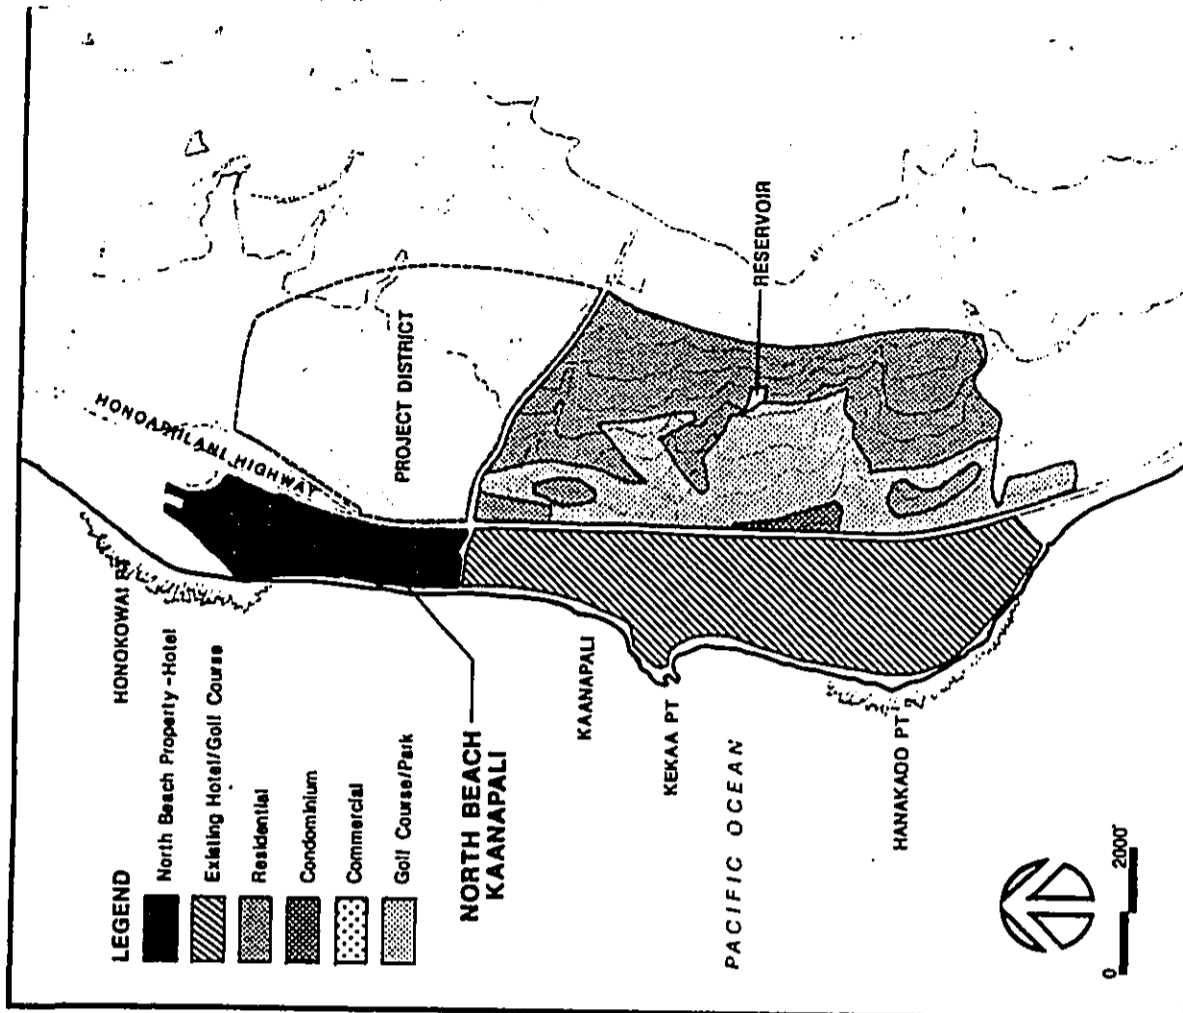 HONOAPIILANI HIGHWAY
HONOKOWAI PT
PROJECT DISTRICT
RESERVOIR
LEGEND
North Beach Property-Hotel
Existing Hotel/Golf Course
Residential
Condominium
Commercial
Golf Course/Park
NORTH BEACH
KAANAPALI
KAANAPALI
KEKAA PT
PACIFIC OCEAN
HANAKAOO PT
0
2000'